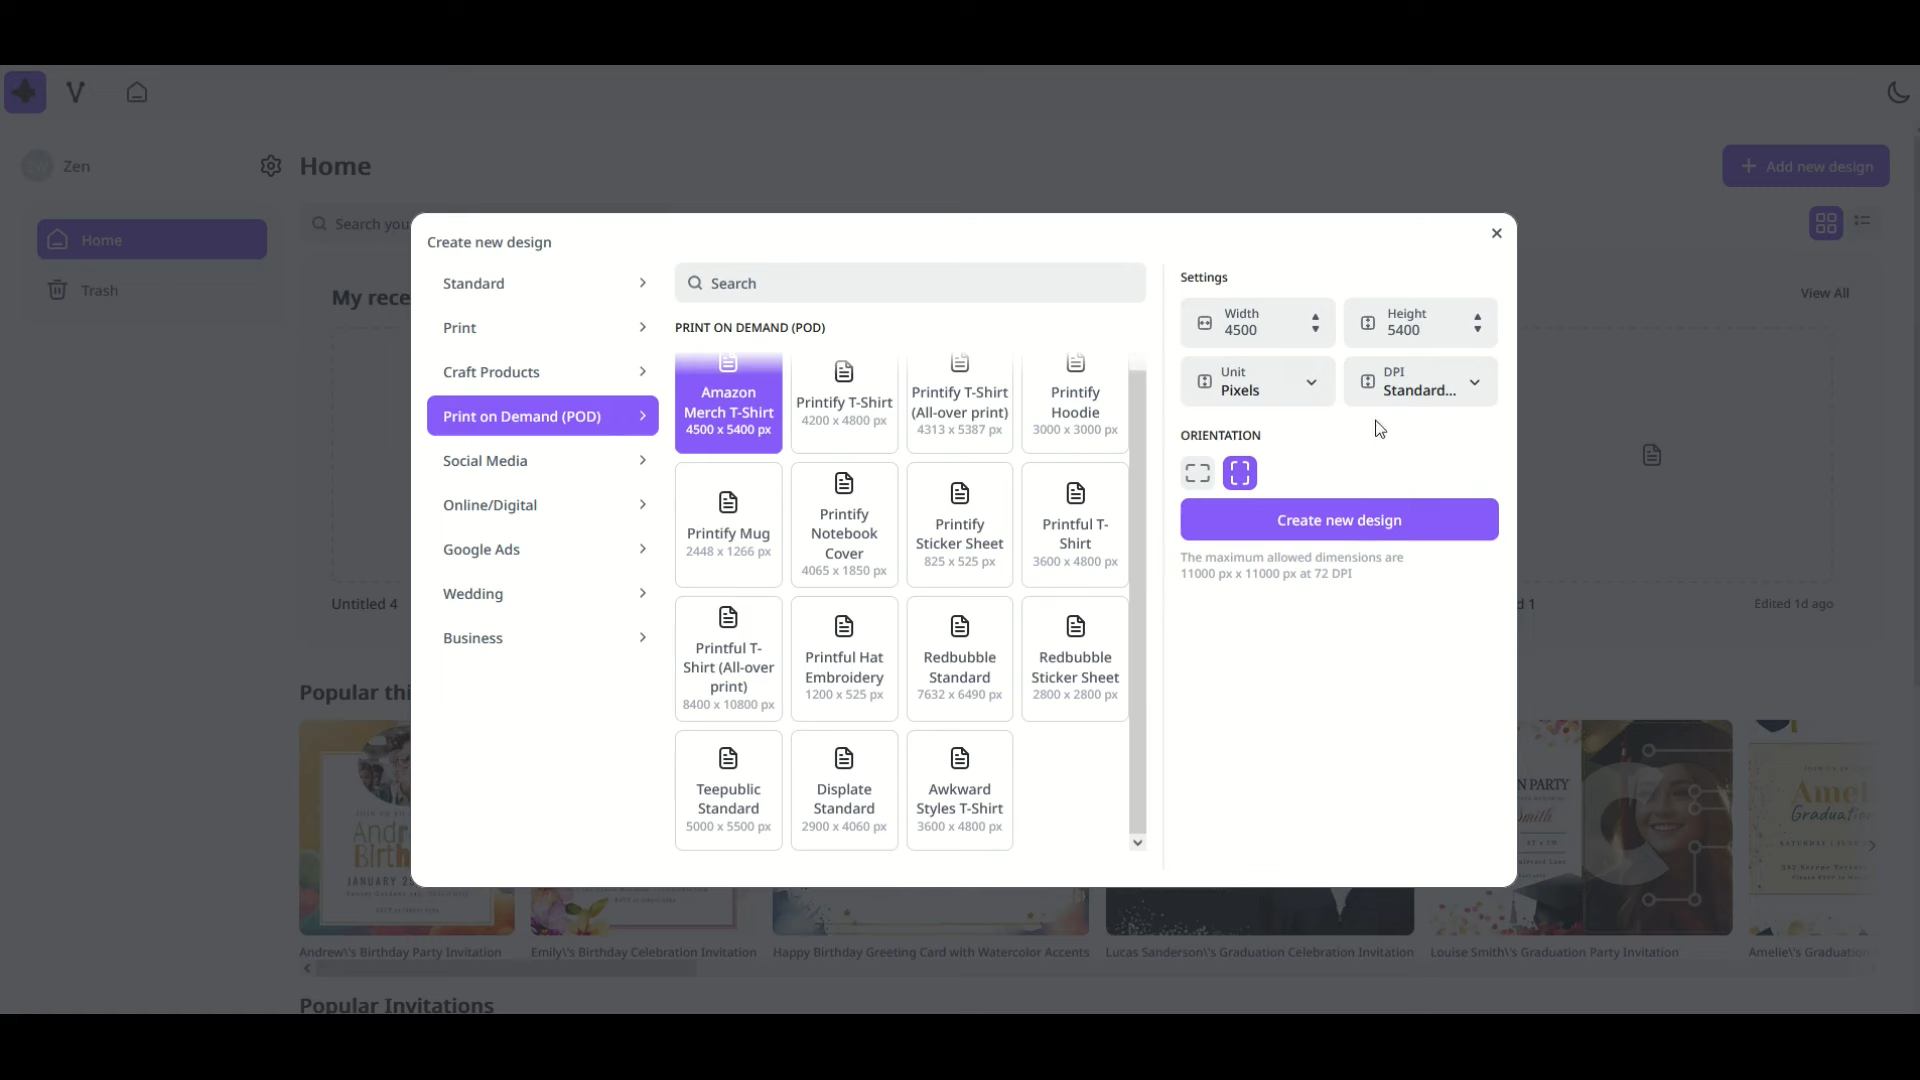 Zen
Home
Add new design
Home
Search you
Trash
My rece
View All
Create new design
Standard
Print
Craft Products
Print on Demand (POD)
Social Media
Online/Digital
Google Ads
Wedding
Business
Search
PRINT ON DEMAND (POD)
Amazon
Merch T-Shirt
4500 x 5400 px
Printify T-Shirt
4200 x 4800 px
Printify T-Shirt
(All-over print)
4313 x 5387 px
Printify
Hoodie
3000 x 3000 px
Printify Mug
2448 x 1266 px
Printify
Notebook
Cover
4065 x 1850 px
Printify
Sticker Sheet
825 x 525 px
Printful T-
Shirt
3600 x 4800 px
Printful T-
Shirt (All-over
print)
8400 x 10800 px
Printful Hat
Embroidery
1200 x 525 px
Redbubble
Standard
7632 x 6490 px
Redbubble
Sticker Sheet
2800 x 2800 px
Teepublic
Standard
5000 x 5500 px
Displate
Standard
2900 x 4060 px
Awkward
Styles T-Shirt
3600 x 4800 px
Settings
Width
4500
Height
5400
Unit
Pixels
DPI
Standard...
ORIENTATION
Create new design
The maximum allowed dimensions are
11000 px x 11000 px at 72 DPI
Untitled 4
d 1
Edited 1d ago
Popular thi
JANUARY 2
N PARTY
mith
Amel
Graduatio
Andrew\'s Birthday Party Invitation
Emily\'s Birthday Celebration Invitation
Happy Birthday Greeting Card with Watercolor Accents
Lucas Sanderson\'s Graduation Celebration Invitation
Louise Smith\'s Graduation Party Invitation
Amelie\'s Graduation
Popular Invitations